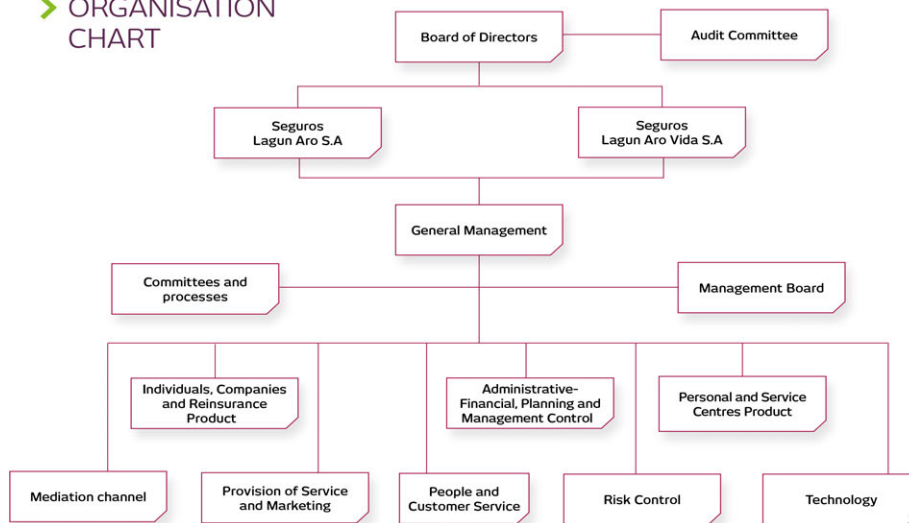 ORGANISATION
CHART
Board of Directors
Audit Committee
Seguros
Lagun Aro S.A
Seguros
Lagun Aro Vida S.A
General Management
Committees and
processes
Management Board
Individuals, Companies
and Reinsurance
Product
Administrative-
Financial, Planning and
Management Control
Personal and Service
Centres Product
Mediation channel
Provision of Service
and Marketing
People and
Customer Service
Risk Control
Technology